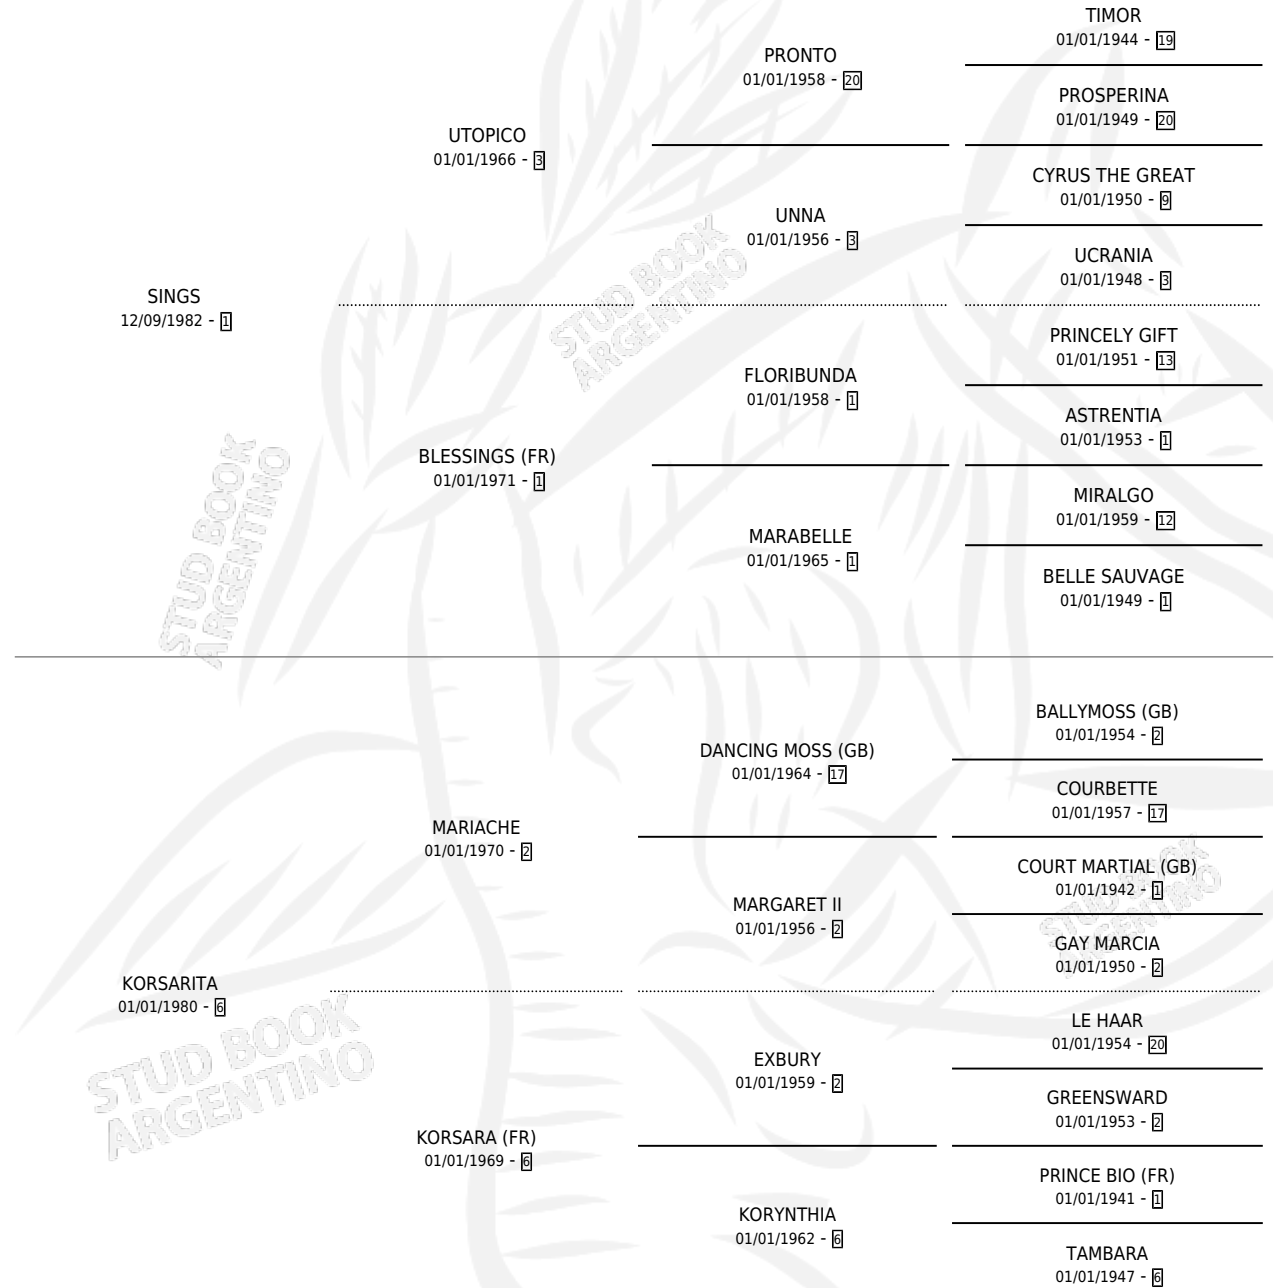 TIMOR
01/01/1944 - 19
PRONTO
01/01/1958 - 20
PROSPERINA
01/01/1949 - 20
UTOPICO
01/01/1966 - 3
CYRUS THE GREAT
01/01/1950 - 9
UNNA
01/01/1956 - 3
UCRANIA
01/01/1948 - 3
SINGS
12/09/1982 - 1
PRINCELY GIFT
01/01/1951 - 13
FLORIBUNDA
01/01/1958 - 1
ASTRENTIA
01/01/1953 - 1
BLESSINGS (FR)
01/01/1971 - 1
MIRALGO
01/01/1959 - 12
MARABELLE
01/01/1965 - 1
BELLE SAUVAGE
01/01/1949 - 1
BALLYMOSS (GB)
01/01/1954 - 2
DANCING MOSS (GB)
01/01/1964 - 17
COURBETTE
01/01/1957 - 17
MARIACHE
01/01/1970 - 2
COURT MARTIAL (GB)
01/01/1942 - 1
MARGARET II
01/01/1956 - 2
GAY MARCIA
01/01/1950 - 2
KORSARITA
01/01/1980 - 6
LE HAAR
01/01/1954 - 20
EXBURY
01/01/1959 - 2
GREENSWARD
01/01/1953 - 2
KORSARA (FR)
01/01/1969 - 6
PRINCE BIO (FR)
01/01/1941 - 1
KORYNTHIA
01/01/1962 - 6
TAMBARA
01/01/1947 - 6
STUD BOOK
ARGENTINO
STUD BOOK
ARGENTINO
STUD BOOK
ARGENTINO
STUD BOOK
ARGENTINO